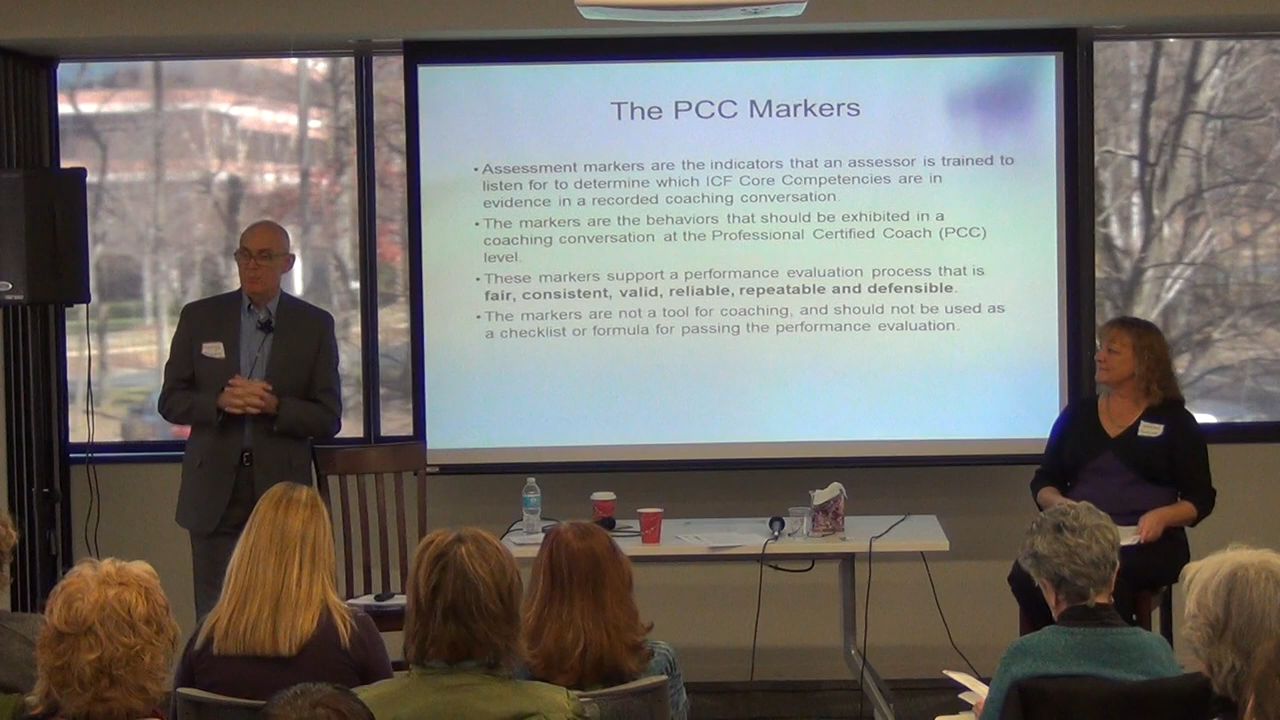 The PCC Markers
• Assessment markers are the indicators that an assessor is trained to
listen for to determine which ICF Core Competencies are in
evidence in a recorded coaching conversation.
• The markers are the behaviors that should be exhibited in a
coaching conversation at the Professional Certified Coach (PCC)
level.
• These markers support a performance evaluation process that is
fair, consistent, valid, reliable, repeatable and defensible.
• The markers are not a tool for coaching, and should not be used as
a checklist or formula for passing the performance evaluation.